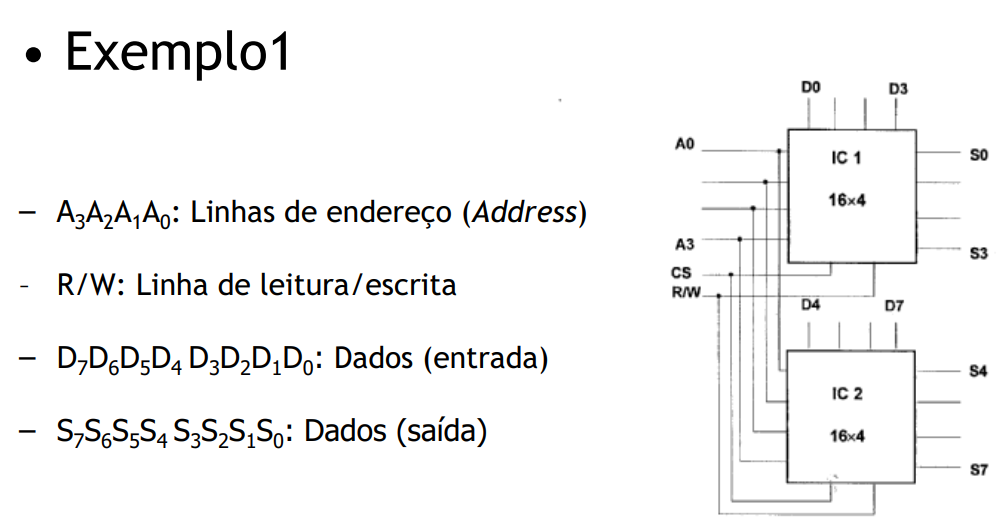 • Exemplo1
– A₃A₂A₁A₀: Linhas de endereço (Address)
- R/W: Linha de leitura/escrita
– D₇D₆D₅D₄ D₃D₂D₁D₀: Dados (entrada)
– S₇S₆S₅S₄ S₃S₂S₁S₀: Dados (saída)
D0 D3
A0
IC 1
S0
16×4
A3
S3
CS
R/W
D4 D7
S4
IC 2
16×4
S7